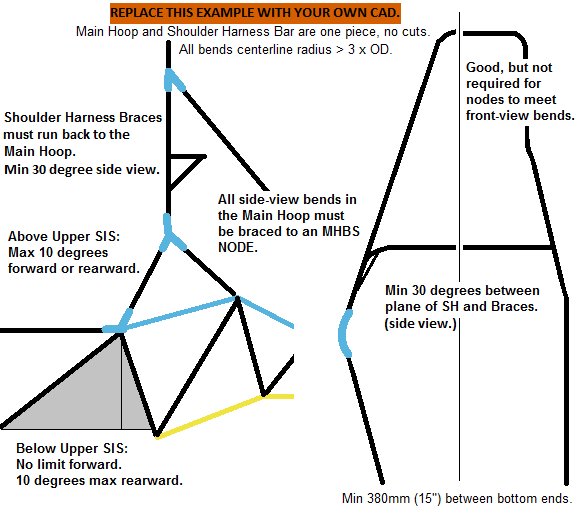 REPLACE THIS EXAMPLE WITH YOUR OWN CAD.
Main Hoop and Shoulder Harness Bar are one piece, no cuts.
All bends centerline radius > 3 x OD.
Good, but not
required for
nodes to meet
front-view bends.
Shoulder Harness Braces
must run back to the
Main Hoop.
Min 30 degree side view.
All side-view bends in
the Main Hoop must
be braced to an MHBS
NODE.
Above Upper SIS:
Max 10 degrees
forward or rearward.
Min 30 degrees between
plane of SH and Braces.
(side view.)
Below Upper SIS:
No limit forward.
10 degrees max rearward.
Min 380mm (15") between bottom ends.